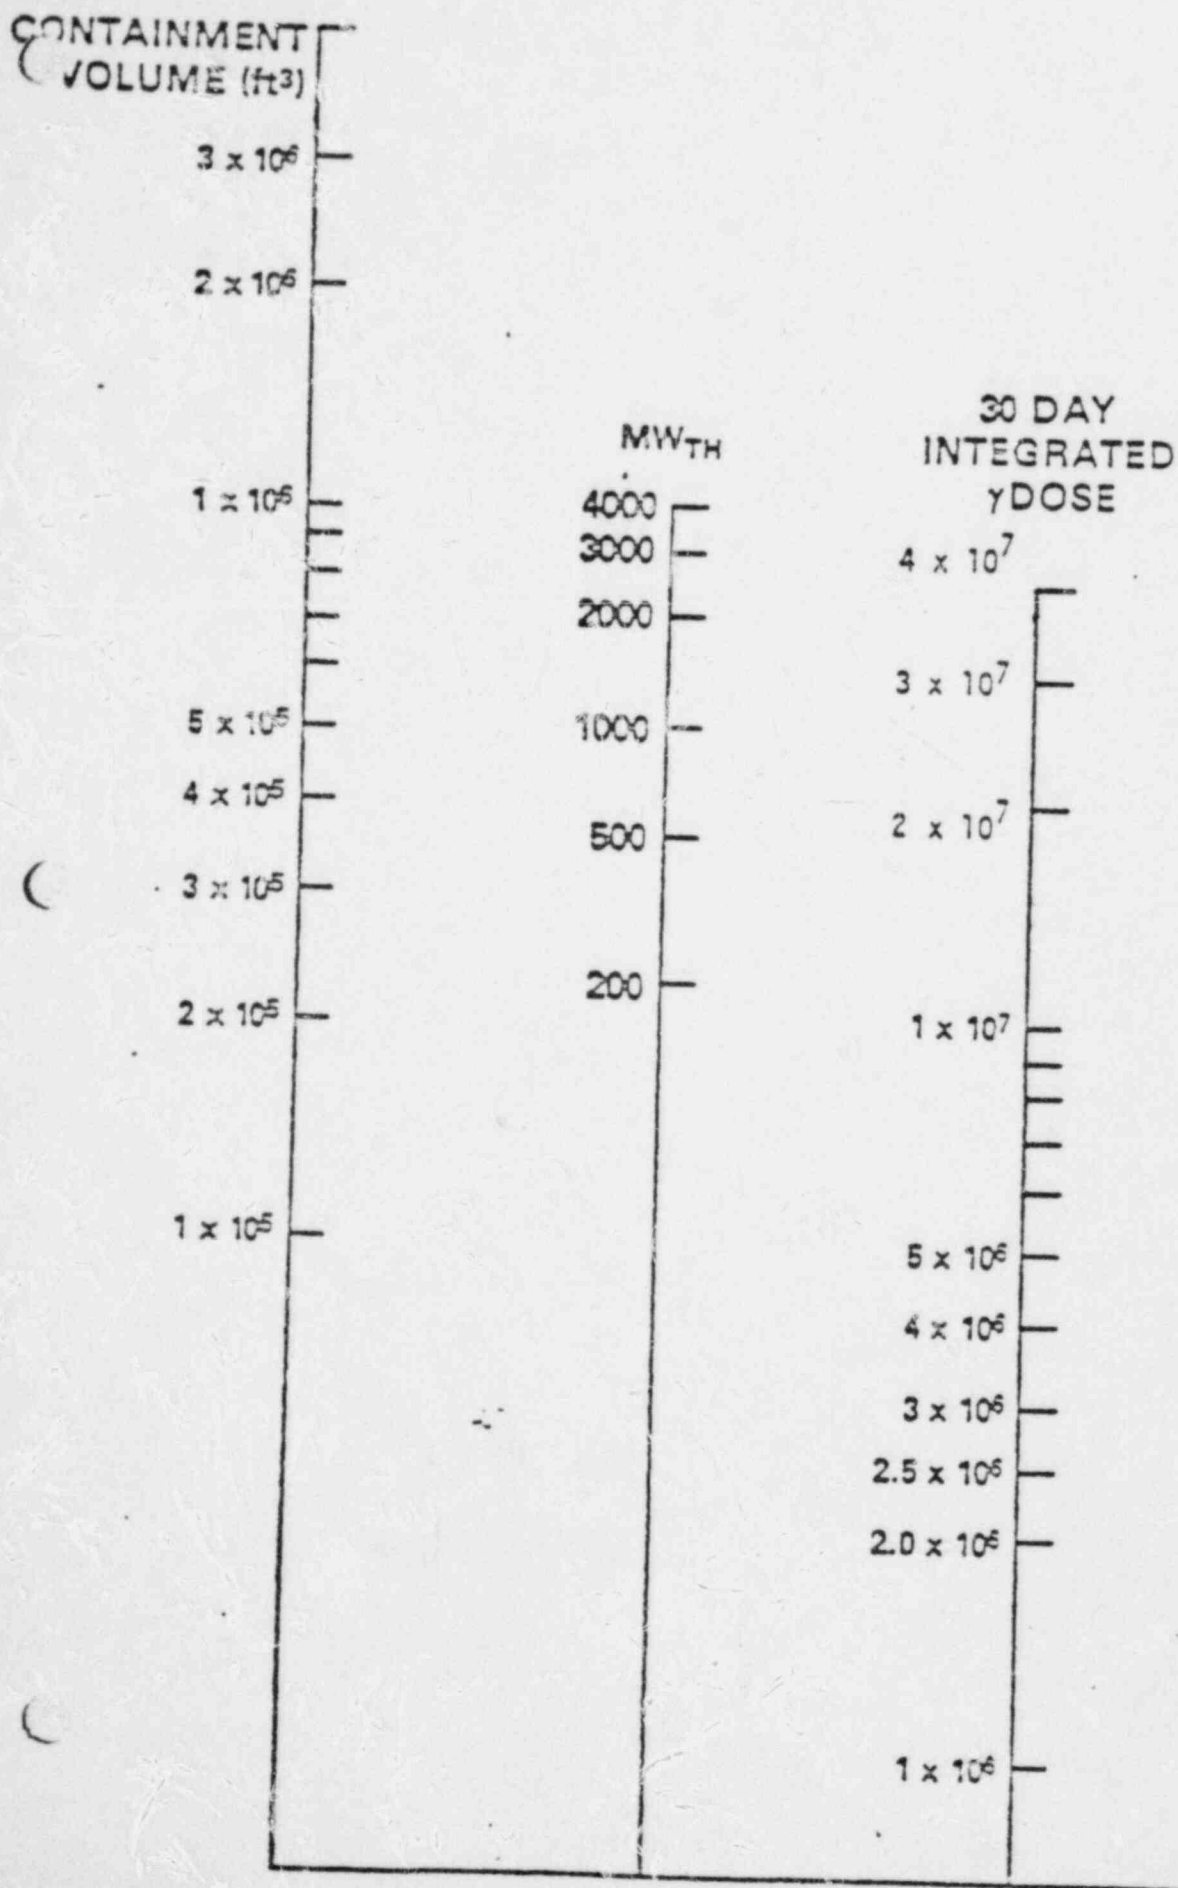 CONTAINMENT
VOLUME (ft³)
3 x 10⁶
2 x 10⁶
1 x 10⁶
5 x 10⁵
4 x 10⁵
3 x 10⁵
2 x 10⁵
1 x 10⁵
MW_TH
4000
3000
2000
1000
500
200
30 DAY
INTEGRATED
γ DOSE
4 x 10⁷
3 x 10⁷
2 x 10⁷
1 x 10⁷
5 x 10⁶
4 x 10⁶
3 x 10⁶
2.5 x 10⁶
2.0 x 10⁶
1 x 10⁶